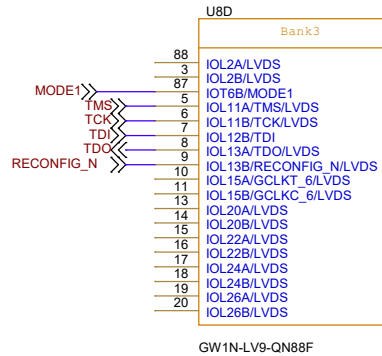 U8D
Bank3
88 IOL2A/LVDS
3 IOL2B/LVDS
MODE1 87 IOT6B/MODE1
TMS 5 IOL11A/TMS/LVDS
TCK 6 IOL11B/TCK/LVDS
TDI 7 IOL12B/TDI
TDO 8 IOL13A/TDO/LVDS
RECONFIG_N 9 IOL13B/RECONFIG_N/LVDS
10 IOL15A/GCLKT_6/LVDS
11 IOL15B/GCLKC_6/LVDS
13 IOL20A/LVDS
14 IOL20B/LVDS
15 IOL22A/LVDS
16 IOL22B/LVDS
17 IOL24A/LVDS
18 IOL24B/LVDS
19 IOL26A/LVDS
20 IOL26B/LVDS
GW1N-LV9-QN88F